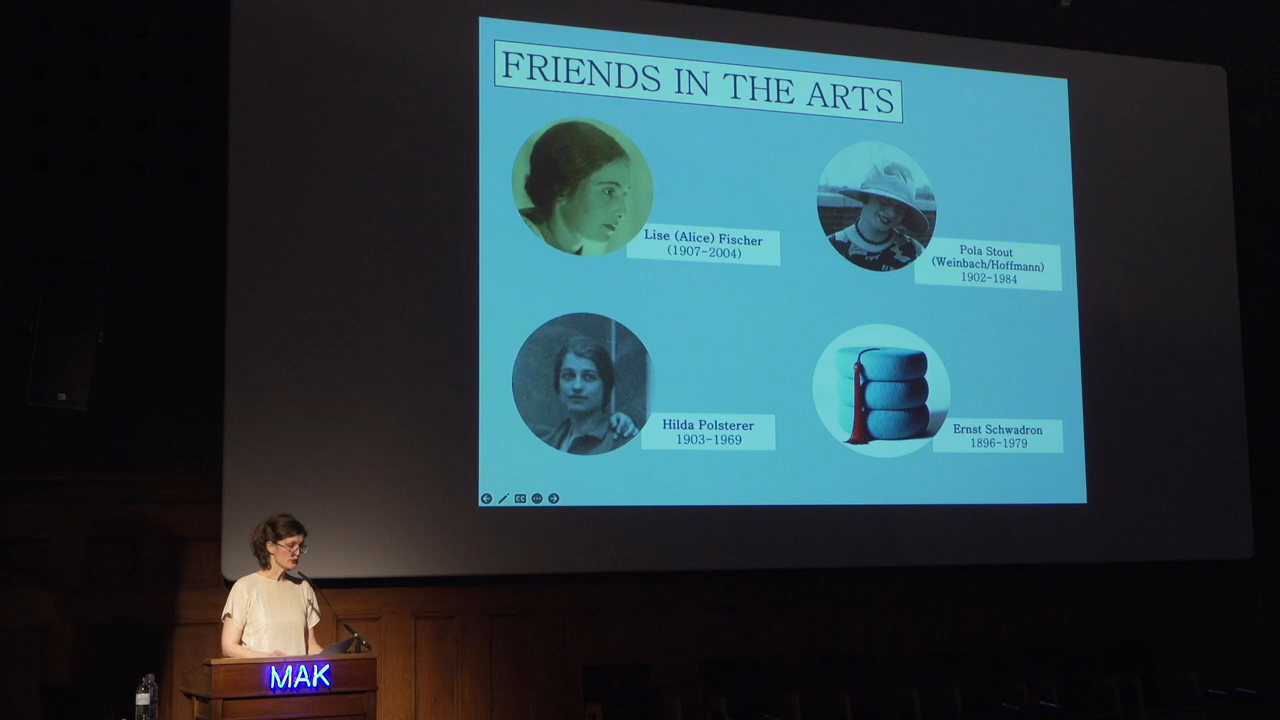 FRIENDS IN THE ARTS
Lise (Alice) Fischer
(1907-2004)
Pola Stout
(Weinbach/Hoffmann)
1902-1984
Hilda Polsterer
1903-1969
Ernst Schwadron
1896-1979
CC
MAK